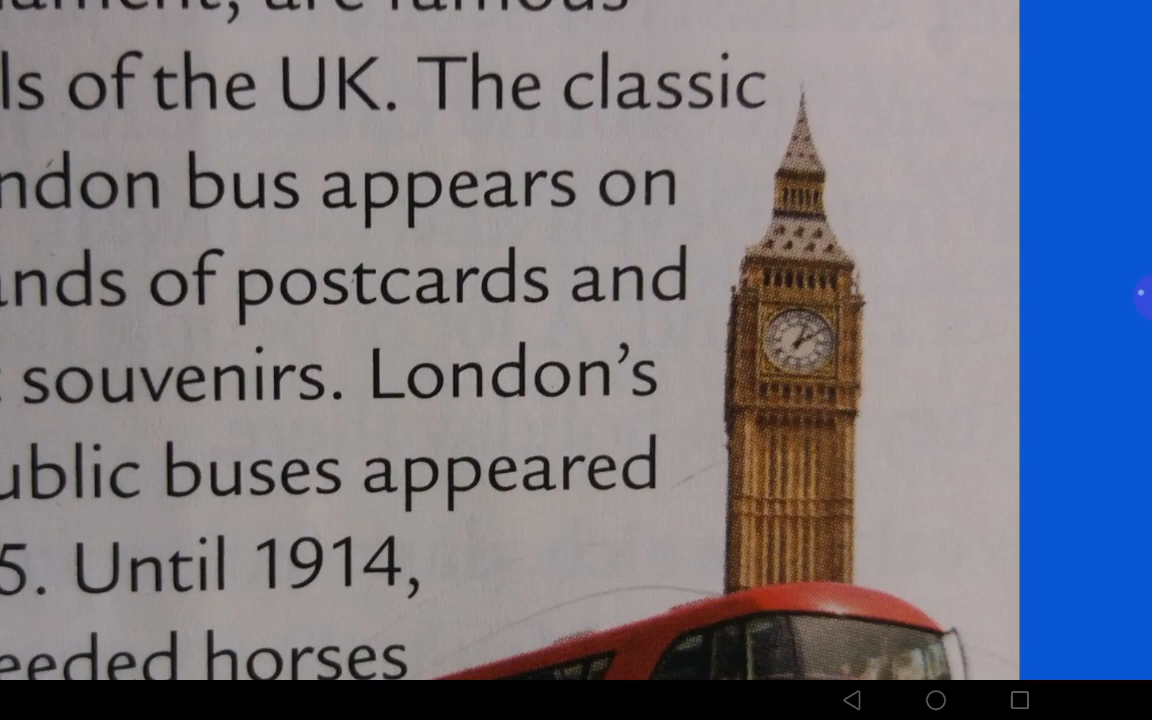 ls of the UK. The classic
ndon bus appears on
ands of postcards and
souvenirs. London's
ublic buses appeared
5. Until 1914,
eeded horses